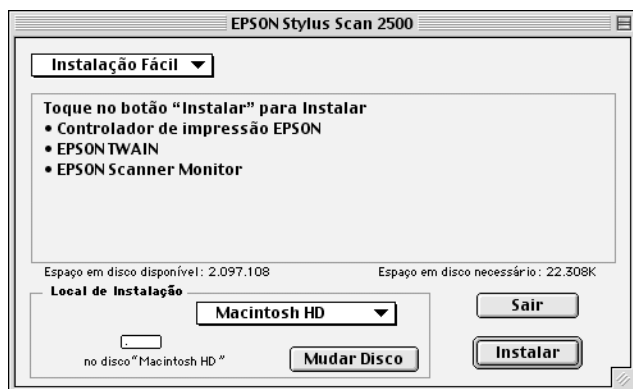 EPSON Stylus Scan 2500
Instalação Fácil
Toque no botão “Instalar” para Instalar
• Controlador de impressão EPSON
• EPSON TWAIN
• EPSON Scanner Monitor
Espaço em disco disponível: 2.097.108
Espaço em disco necessário: 22.308K
Local de Instalação
Macintosh HD
no disco “Macintosh HD”
Mudar Disco
Sair
Instalar